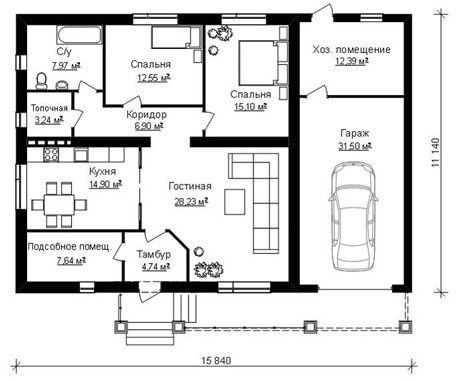 С/у
7.97 м²
Спальня
12.55 м²
Спальня
15.10 м²
Хоз. помещение
12.39 м²
Топочная
3.24 м²
Коридор
6.90 м²
Гараж
31.50 м²
Кухня
14.90 м²
Гостиная
28.23 м²
Подсобное помещ.
7.64 м²
Тамбур
4.74 м²
11 140
15 840